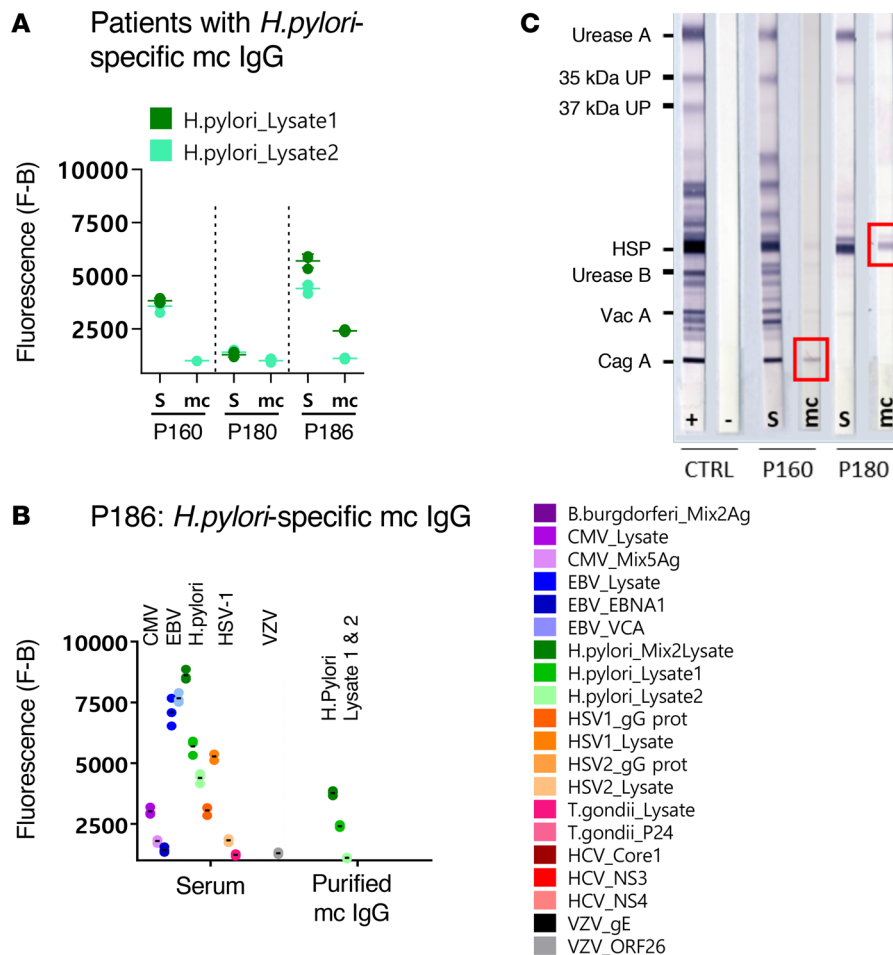 A
Patients with H.pylori-
specific mc IgG
H.pylori_Lysate1
H.pylori_Lysate2
Fluorescence (F-B)
10000
7500
5000
2500
S mc S mc S mc
P160 P180 P186
C
Urease A
35 kDa UP
37 kDa UP
HSP
Urease B
Vac A
Cag A
+ - S mc S mc
CTRL P160 P180
B
P186: H.pylori-specific mc IgG
Fluorescence (F-B)
10000
7500
5000
2500
CMV
EBV
H.pylori
HSV-1
VZV
H.Pylori
Lysate 1 & 2
Serum
Purified
mc IgG
B.burgdorferi_Mix2Ag
CMV_Lysate
CMV_Mix5Ag
EBV_Lysate
EBV_EBNA1
EBV_VCA
H.pylori_Mix2Lysate
H.pylori_Lysate1
H.pylori_Lysate2
HSV1_gG prot
HSV1_Lysate
HSV2_gG prot
HSV2_Lysate
T.gondii_Lysate
T.gondii_P24
HCV_Core1
HCV_NS3
HCV_NS4
VZV_gE
VZV_ORF26